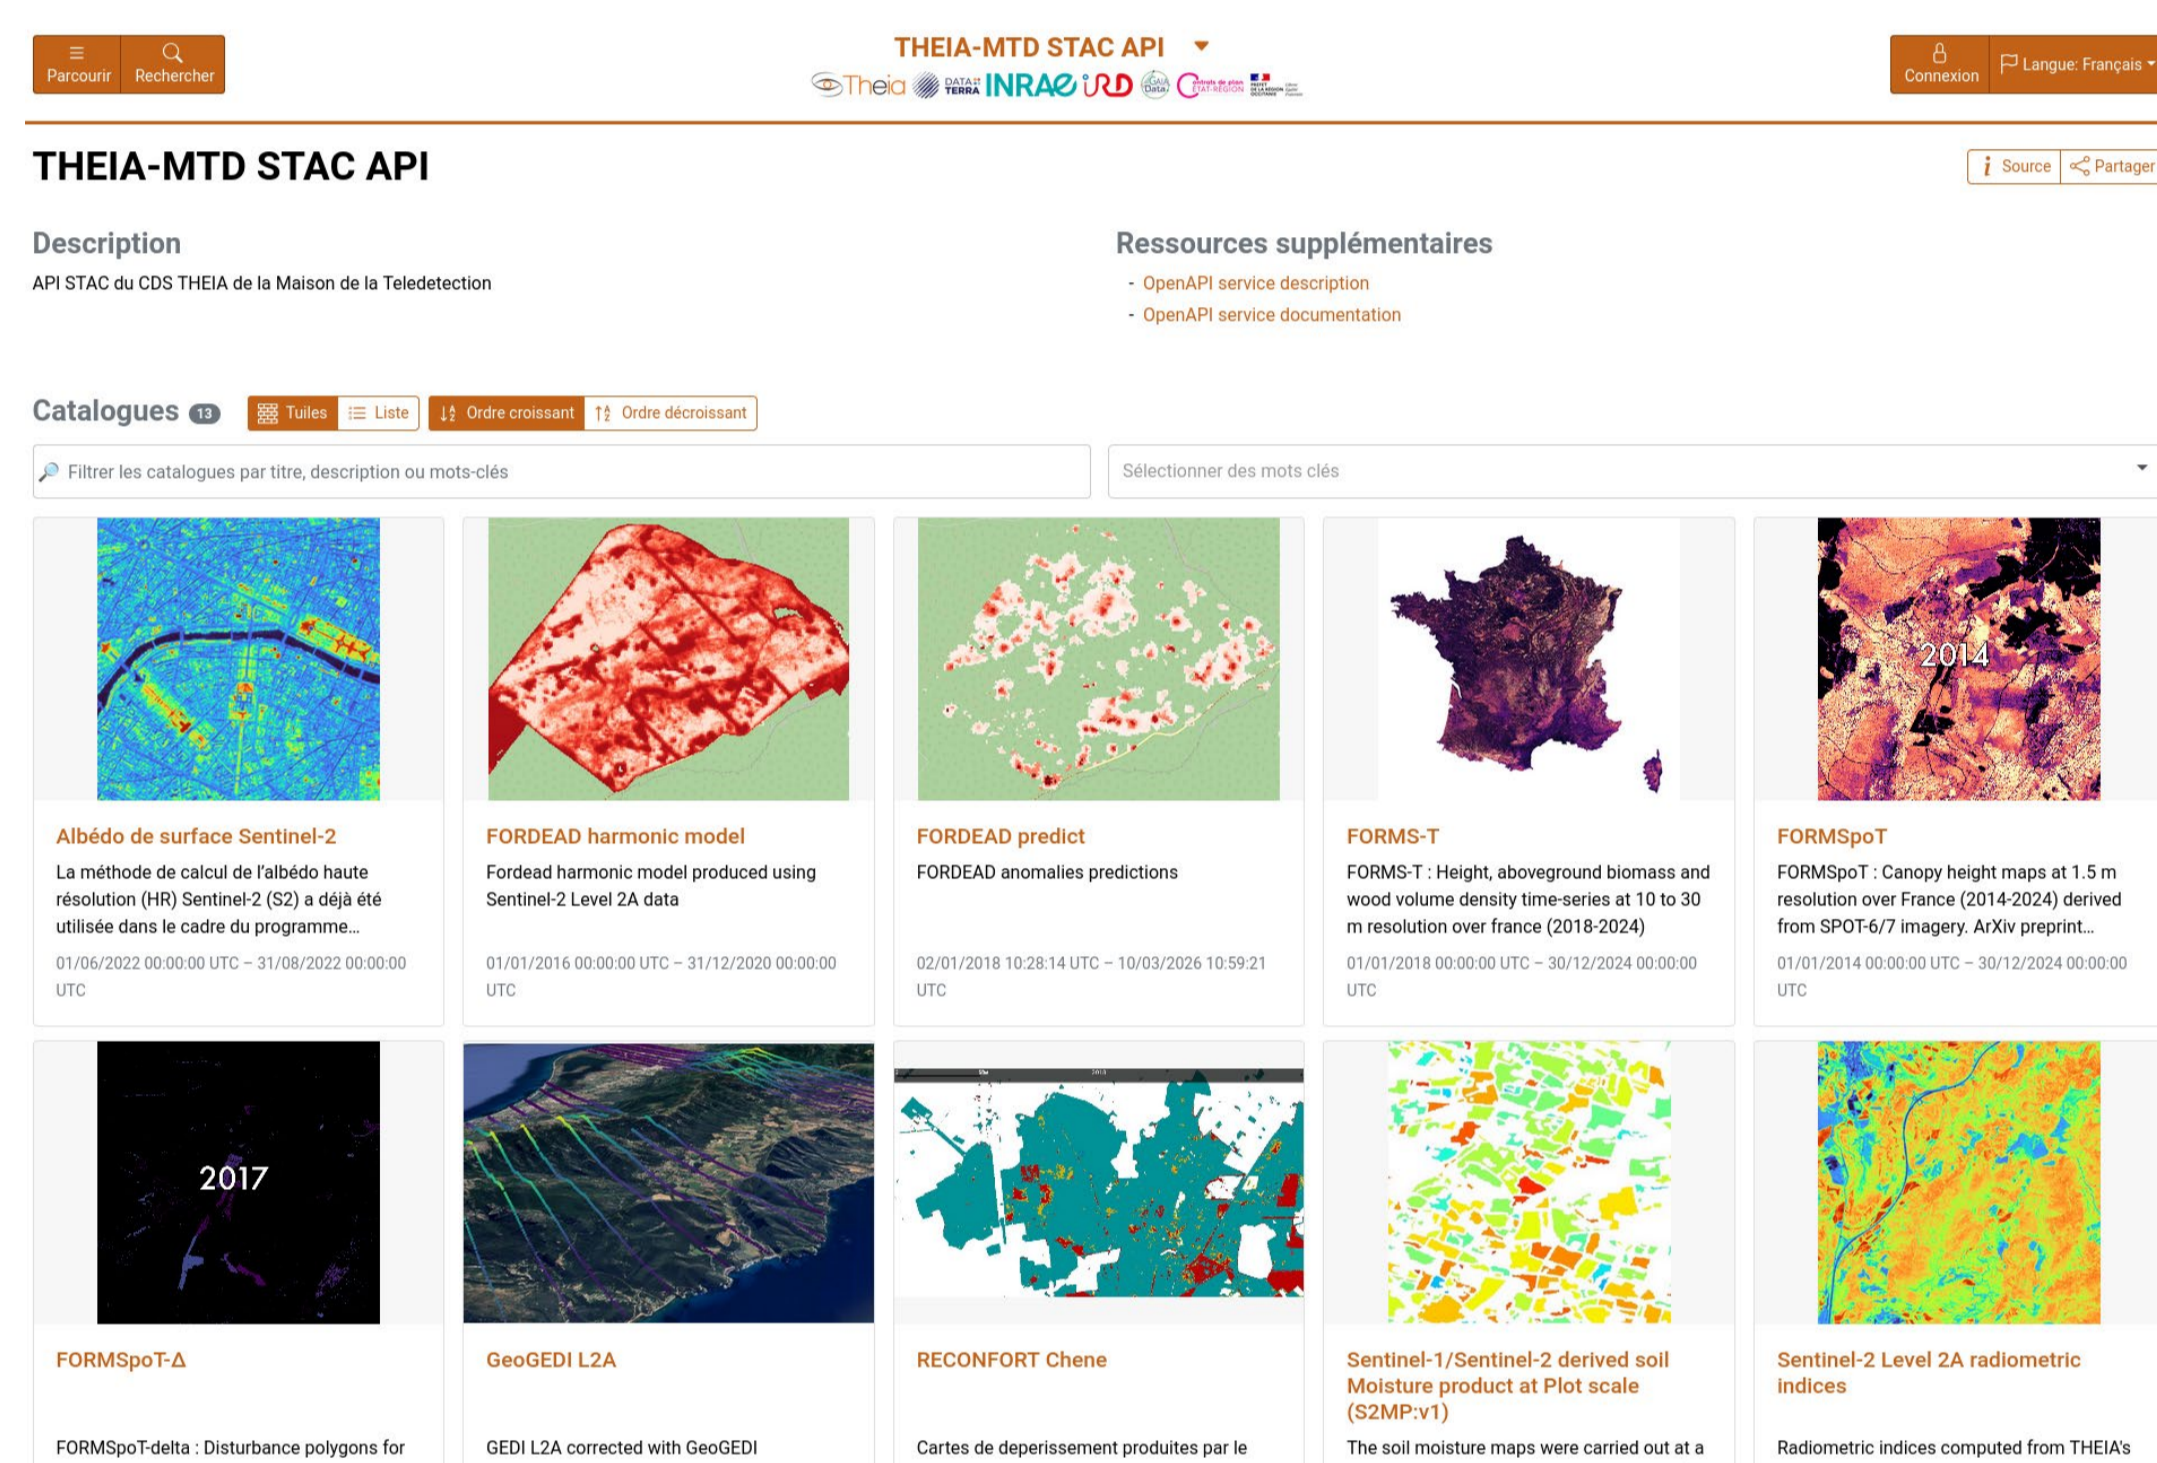 Parcourir
Rechercher
THEIA-MTD STAC API
Theia DATA TERRA INRAE IRD GAIA Data Contrats de plan ÉTAT-RÉGION
Connexion
Langue: Français
THEIA-MTD STAC API
Source
Partager
Description
API STAC du CDS THEIA de la Maison de la Teledetection
Ressources supplémentaires
- OpenAPI service description
- OpenAPI service documentation
Catalogues 13
Tuiles
Liste
Ordre croissant
Ordre décroissant
Filtrer les catalogues par titre, description ou mots-clés
Sélectionner des mots clés
Albédo de surface Sentinel-2
La méthode de calcul de l’albédo haute
résolution (HR) Sentinel-2 (S2) a déjà été
utilisée dans le cadre du programme…
01/06/2022 00:00:00 UTC – 31/08/2022 00:00:00
UTC
FORDEAD harmonic model
Fordead harmonic model produced using
Sentinel-2 Level 2A data
01/01/2016 00:00:00 UTC – 31/12/2020 00:00:00
UTC
FORDEAD predict
FORDEAD anomalies predictions
02/01/2018 10:28:14 UTC – 10/03/2026 10:59:21
UTC
FORMS-T
FORMS-T : Height, aboveground biomass and
wood volume density time-series at 10 to 30
m resolution over france (2018-2024)
01/01/2018 00:00:00 UTC – 30/12/2024 00:00:00
UTC
2014
FORMSpoT
FORMSpoT : Canopy height maps at 1.5 m
resolution over France (2014-2024) derived
from SPOT-6/7 imagery. ArXiv preprint…
01/01/2014 00:00:00 UTC – 30/12/2024 00:00:00
UTC
2017
FORMSpoT-Δ
FORMSpoT-delta : Disturbance polygons for
GeoGEDI L2A
GEDI L2A corrected with GeoGEDI
2018
RECONFORT Chene
Cartes de deperissement produites par le
Sentinel-1/Sentinel-2 derived soil
Moisture product at Plot scale
(S2MP:v1)
The soil moisture maps were carried out at a
Sentinel-2 Level 2A radiometric
indices
Radiometric indices computed from THEIA's